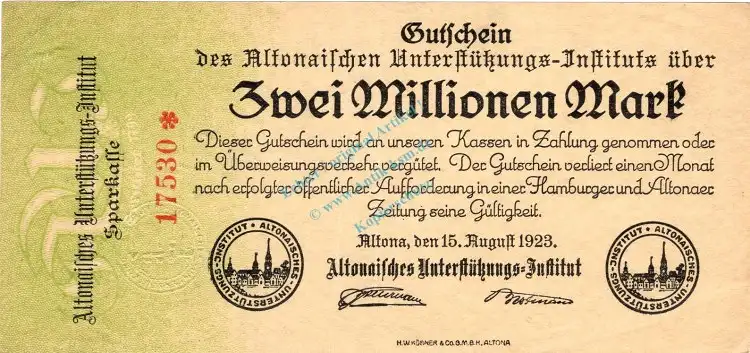 Gutschein
des Altonaischen Unterstützungs-Instituts über
Zwei Millionen Mark
Dieser Gutschein wird an unseren Kassen in Zahlung genommen oder
im Überweisungsverkehr vergütet. Der Gutschein verliert einen Monat
nach erfolgter öffentlicher Aufforderung in einer Hamburger und Altonaer
Zeitung seine Gültigkeit.
Altona, den 15. August 1923.
Altonaisches Unterstützungs-Institut
H.W. KÖBNER & CO. G.M.B.H., ALTONA
Altonaisches Unterstützungs-Institut
Sparkasse
17530 *
ALTONAISCHES-UNTERSTÜTZUNGS-INSTITUT
ALTONAISCHES-UNTERSTÜTZUNGS-INSTITUT